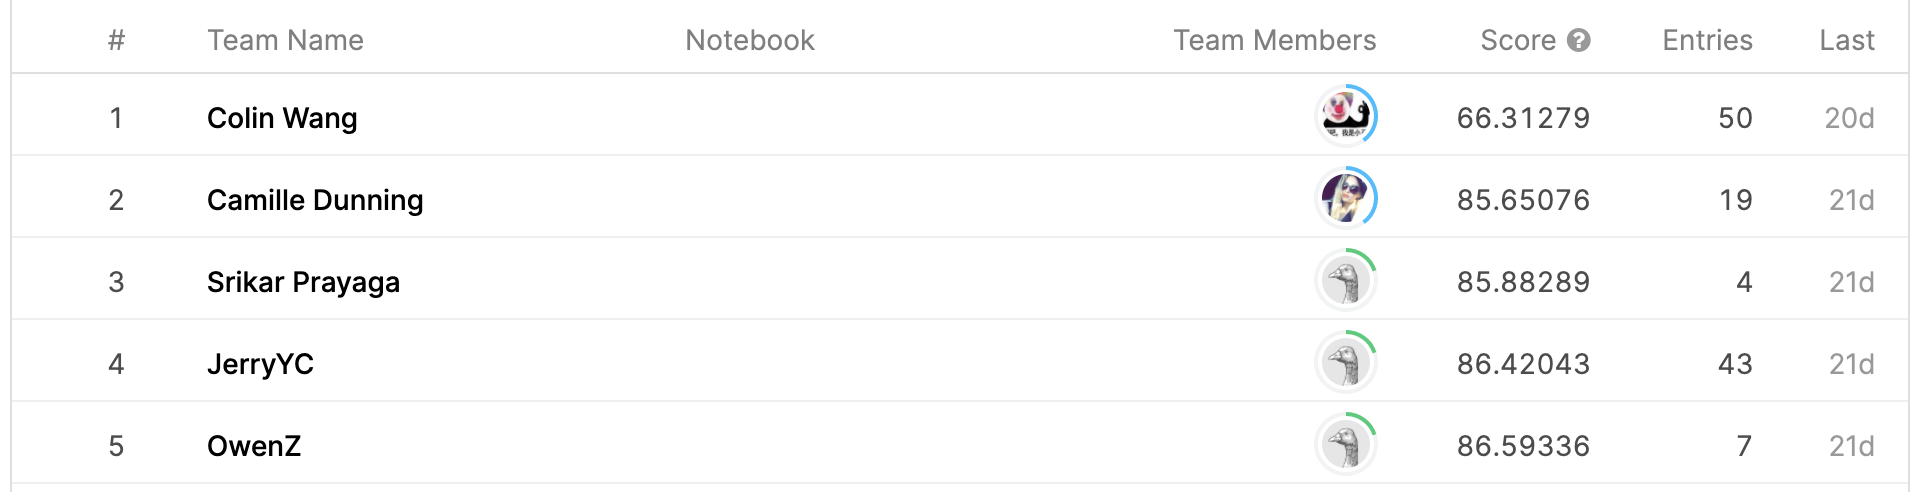 # Team Name Notebook Team Members Score ? Entries Last
1 Colin Wang 66.31279 50 20d
2 Camille Dunning 85.65076 19 21d
3 Srikar Prayaga 85.88289 4 21d
4 JerryYC 86.42043 43 21d
5 OwenZ 86.59336 7 21d